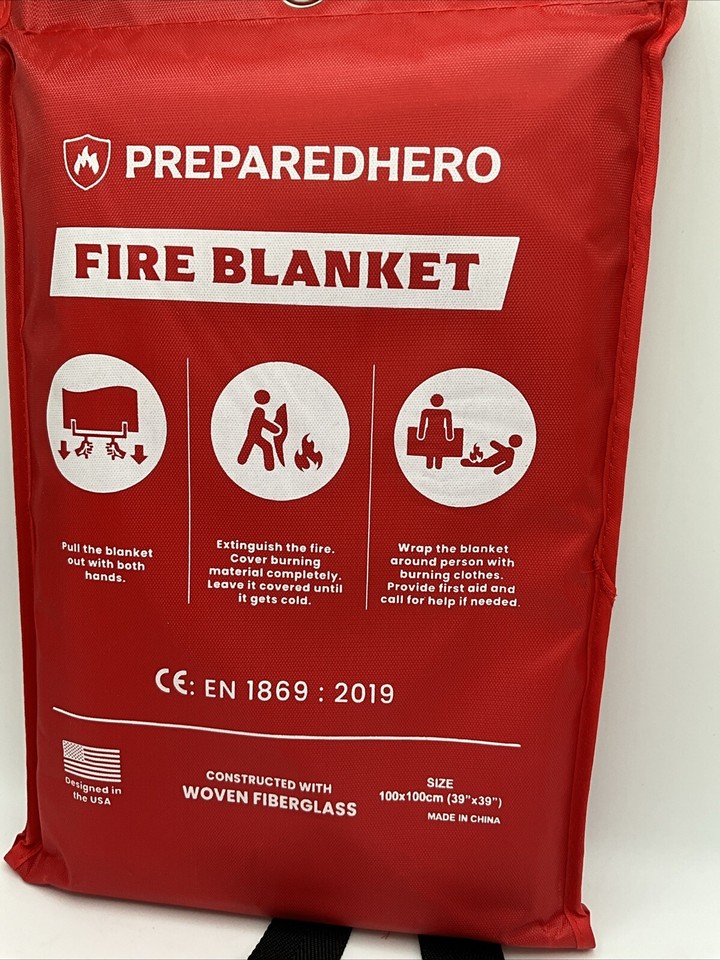 PREPAREDHERO
FIRE BLANKET
Pull the blanket
out with both
hands.
Extinguish the fire.
Cover burning
material completely.
Leave it covered until
it gets cold.
Wrap the blanket
around person with
burning clothes.
Provide first aid and
call for help if needed.
CE: EN 1869 : 2019
Designed in
the USA
CONSTRUCTED WITH
WOVEN FIBERGLASS
SIZE
100x100cm (39"x39")
MADE IN CHINA